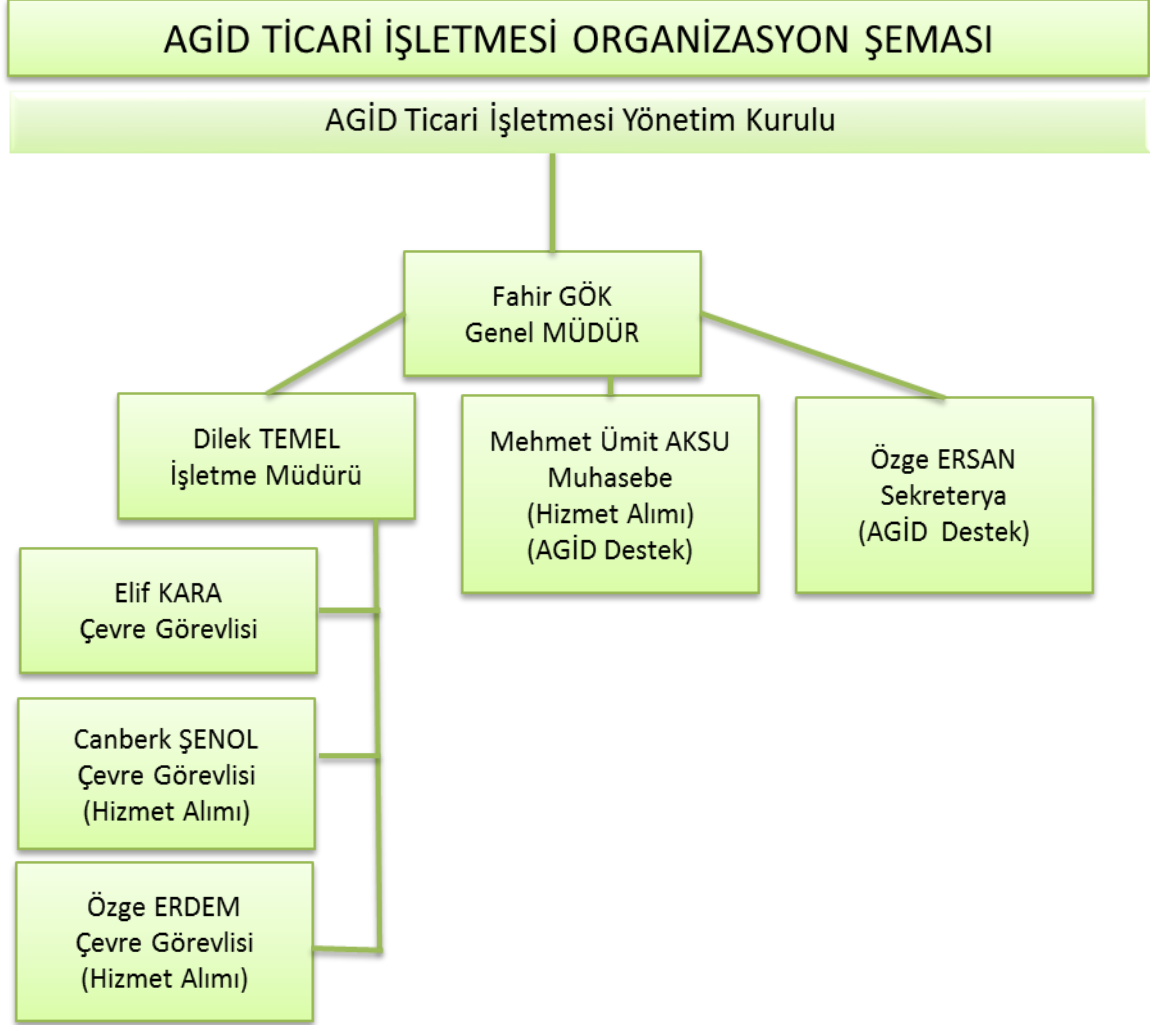 AGİD TİCARİ İŞLETMESİ ORGANİZASYON ŞEMASI
AGİD Ticari İşletmesi Yönetim Kurulu
Fahir GÖK
Genel MÜDÜR
Dilek TEMEL
İşletme Müdürü
Mehmet Ümit AKSU
Muhasebe
(Hizmet Alımı)
(AGİD Destek)
Özge ERSAN
Sekreterya
(AGİD Destek)
Elif KARA
Çevre Görevlisi
Canberk ŞENOL
Çevre Görevlisi
(Hizmet Alımı)
Özge ERDEM
Çevre Görevlisi
(Hizmet Alımı)